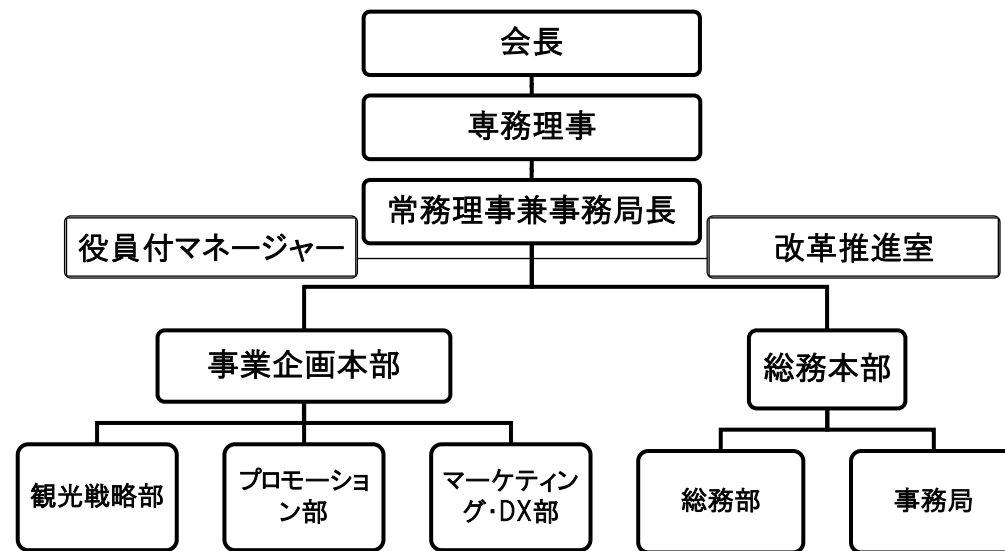 会長
専務理事
常務理事兼事務局長
役員付マネージャー
改革推進室
事業企画本部
総務本部
観光戦略部
プロモーショ
ン部
マーケティン
グ・DX部
総務部
事務局